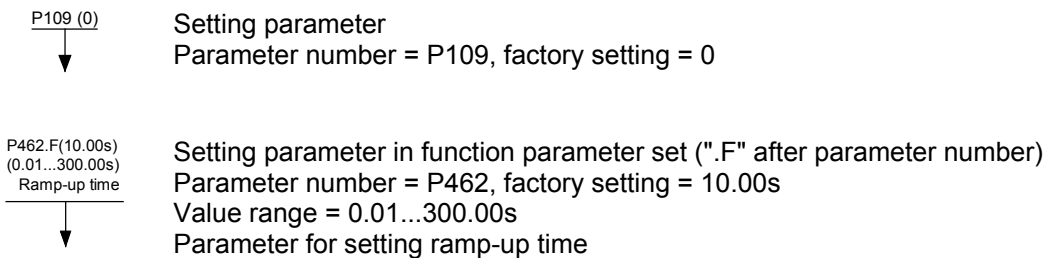 P109 (0)
Setting parameter
Parameter number = P109, factory setting = 0
P462.F(10.00s)
(0.01...300.00s)
Ramp-up time
Setting parameter in function parameter set (".F" after parameter number)
Parameter number = P462, factory setting = 10.00s
Value range = 0.01...300.00s
Parameter for setting ramp-up time